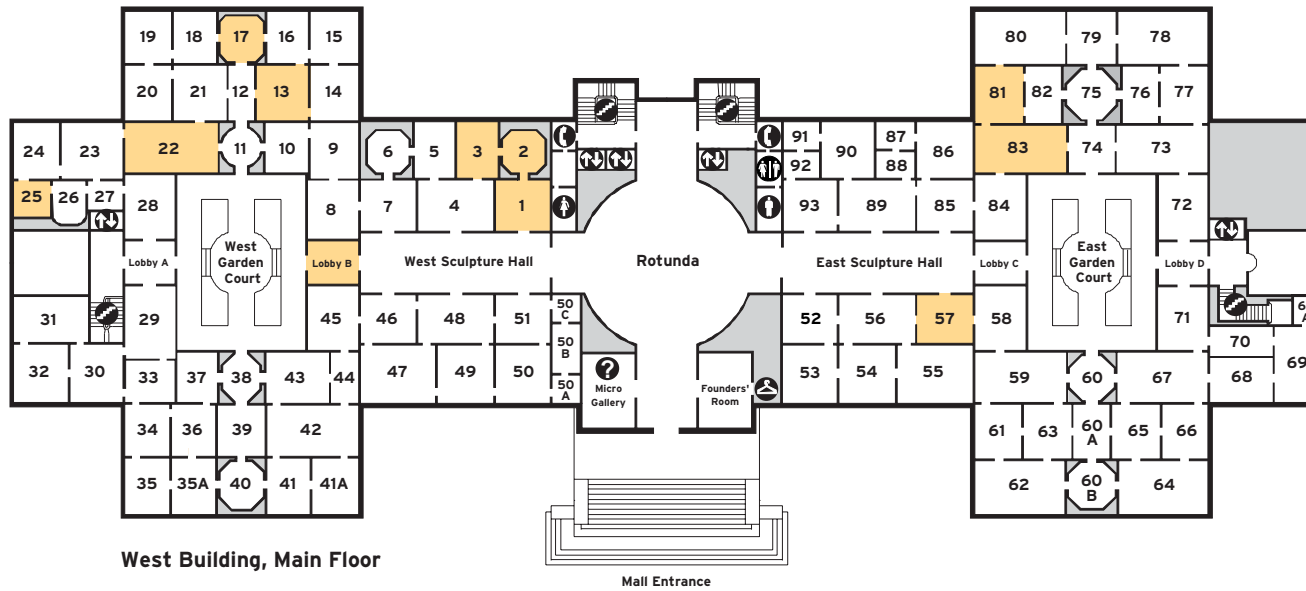 19 18 17 16 15 80 79 78
20 21 12 13 14 81 82 75 76 77
24 23 22 11 10 9 6 5 3 2 91 90 87 86 83 74 73
92 88
25 26 27 28 8 7 4 1 93 89 85 84 72
Lobby A
West
Garden
Court
Lobby B
West Sculpture Hall
Rotunda
East Sculpture Hall
Lobby C
East
Garden
Court
Lobby D
31 29 45 46 48 51 50
C
52 56 57 58 71 6
A
50
B
70
32 30 33 37 38 43 44 47 49 50 50
A
?
Micro
Gallery
Founders'
Room
53 54 55 59 60 67 68 69
34 36 39 42 61 63 60
A
65 66
35 35A 40 41 41A 62 60
B
64
West Building, Main Floor
Mall Entrance